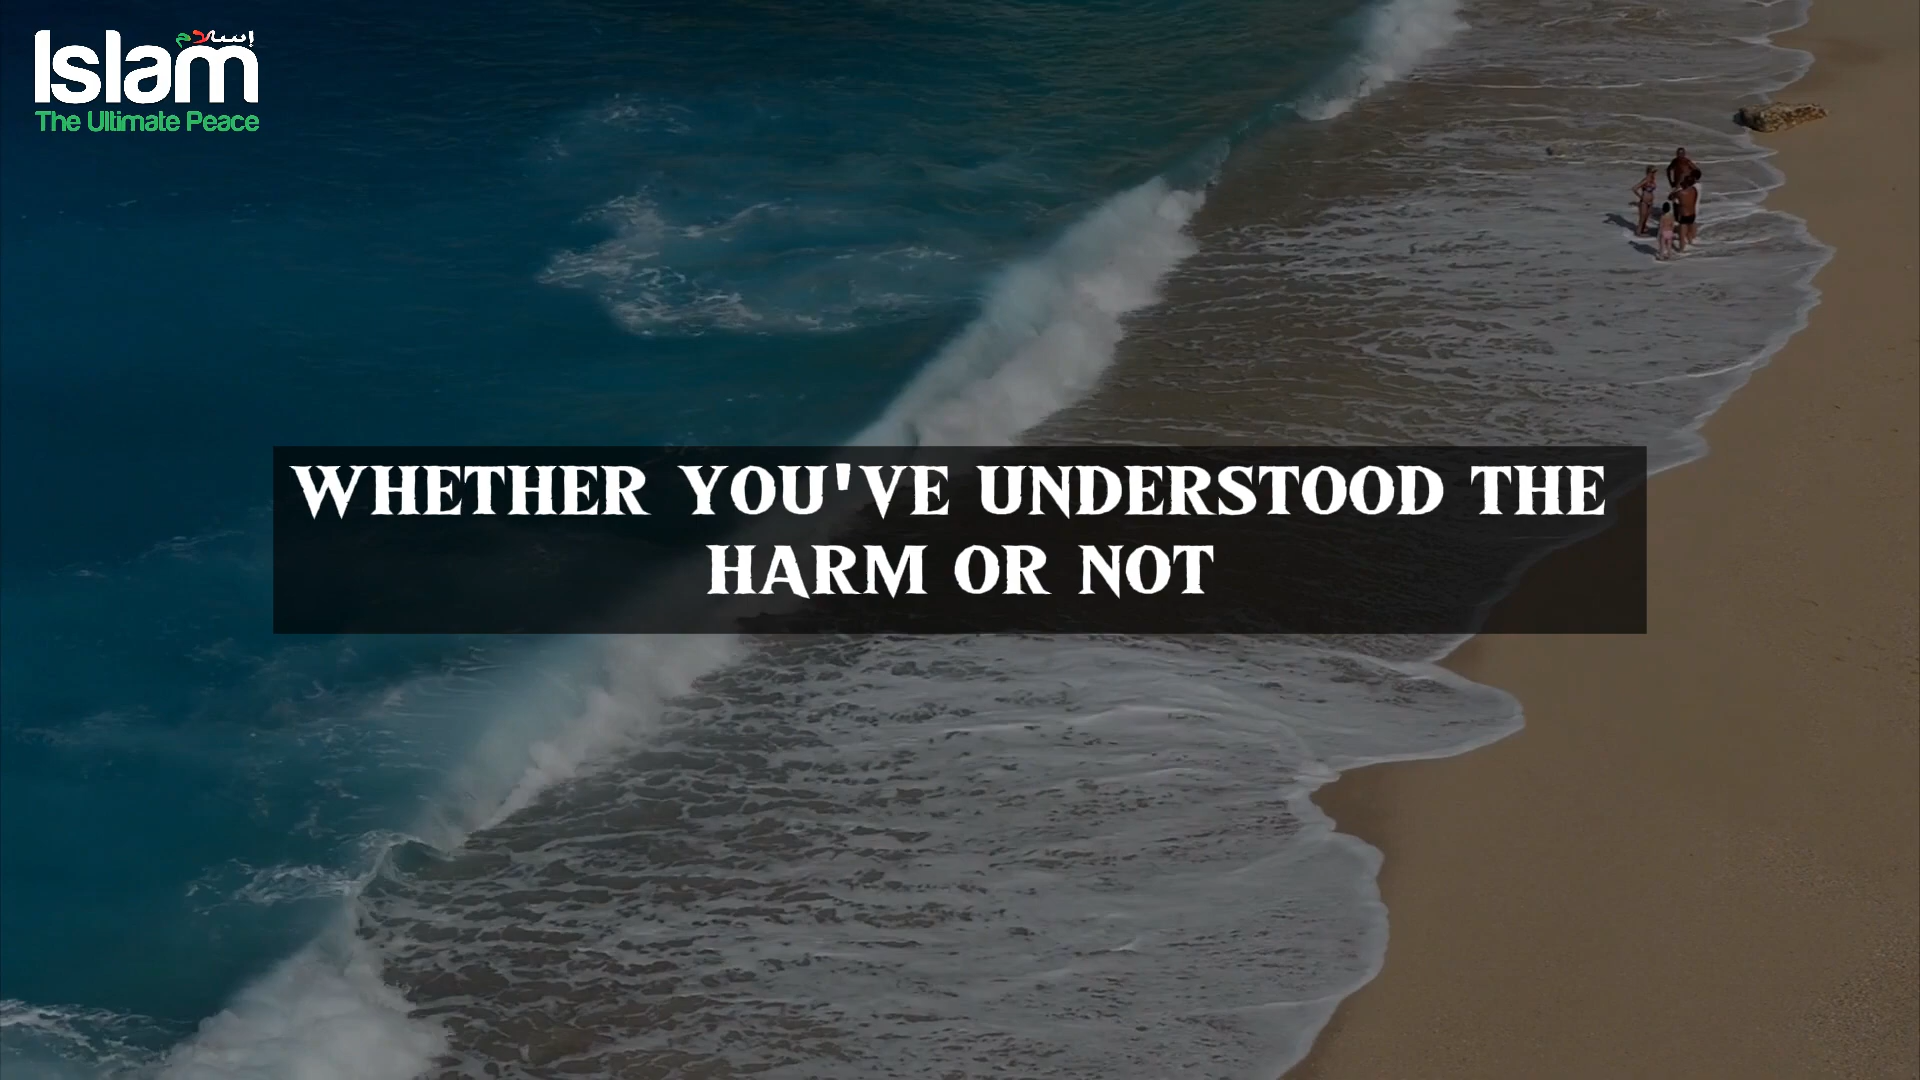 إسلام
Islam
The Ultimate Peace
WHETHER YOU'VE UNDERSTOOD THE
HARM OR NOT